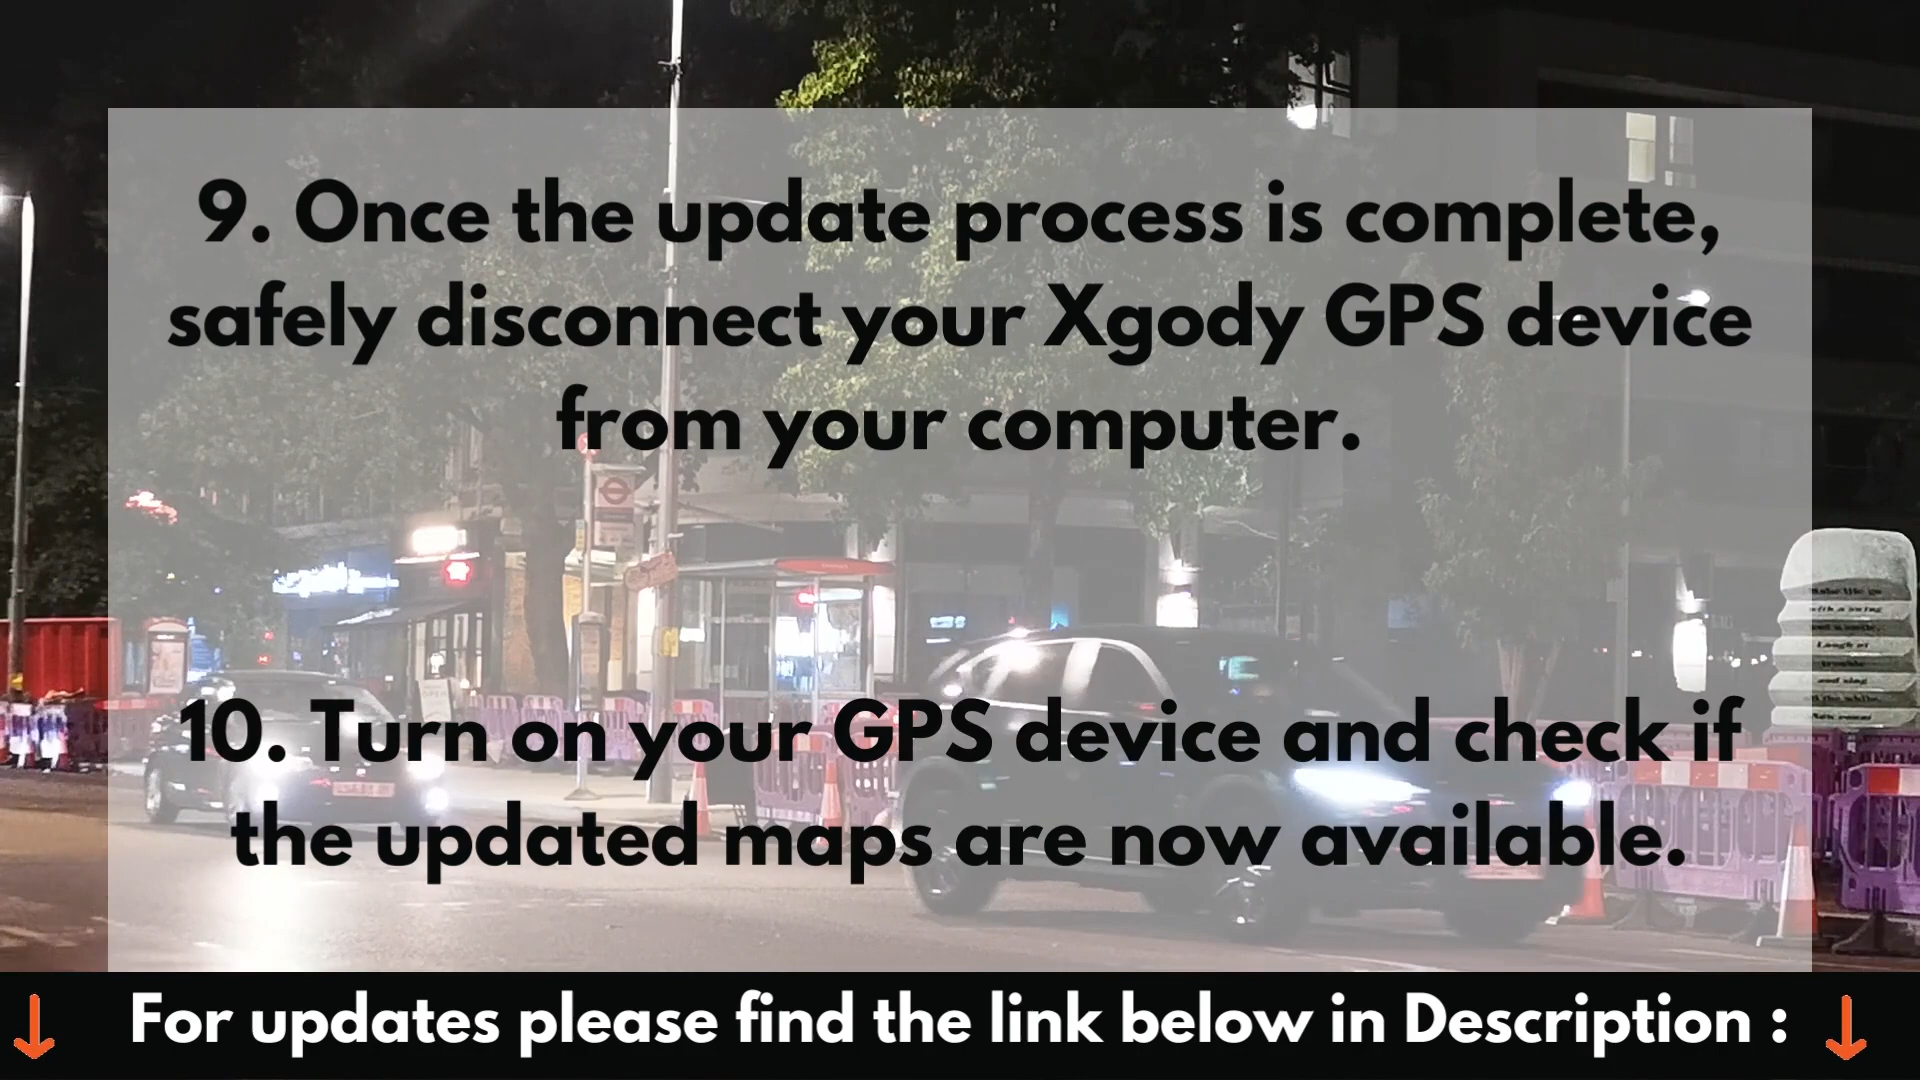 9. Once the update process is complete,
safely disconnect your Xgody GPS device
from your computer.
10. Turn on your GPS device and check if
the updated maps are now available.
For updates please find the link below in Description :